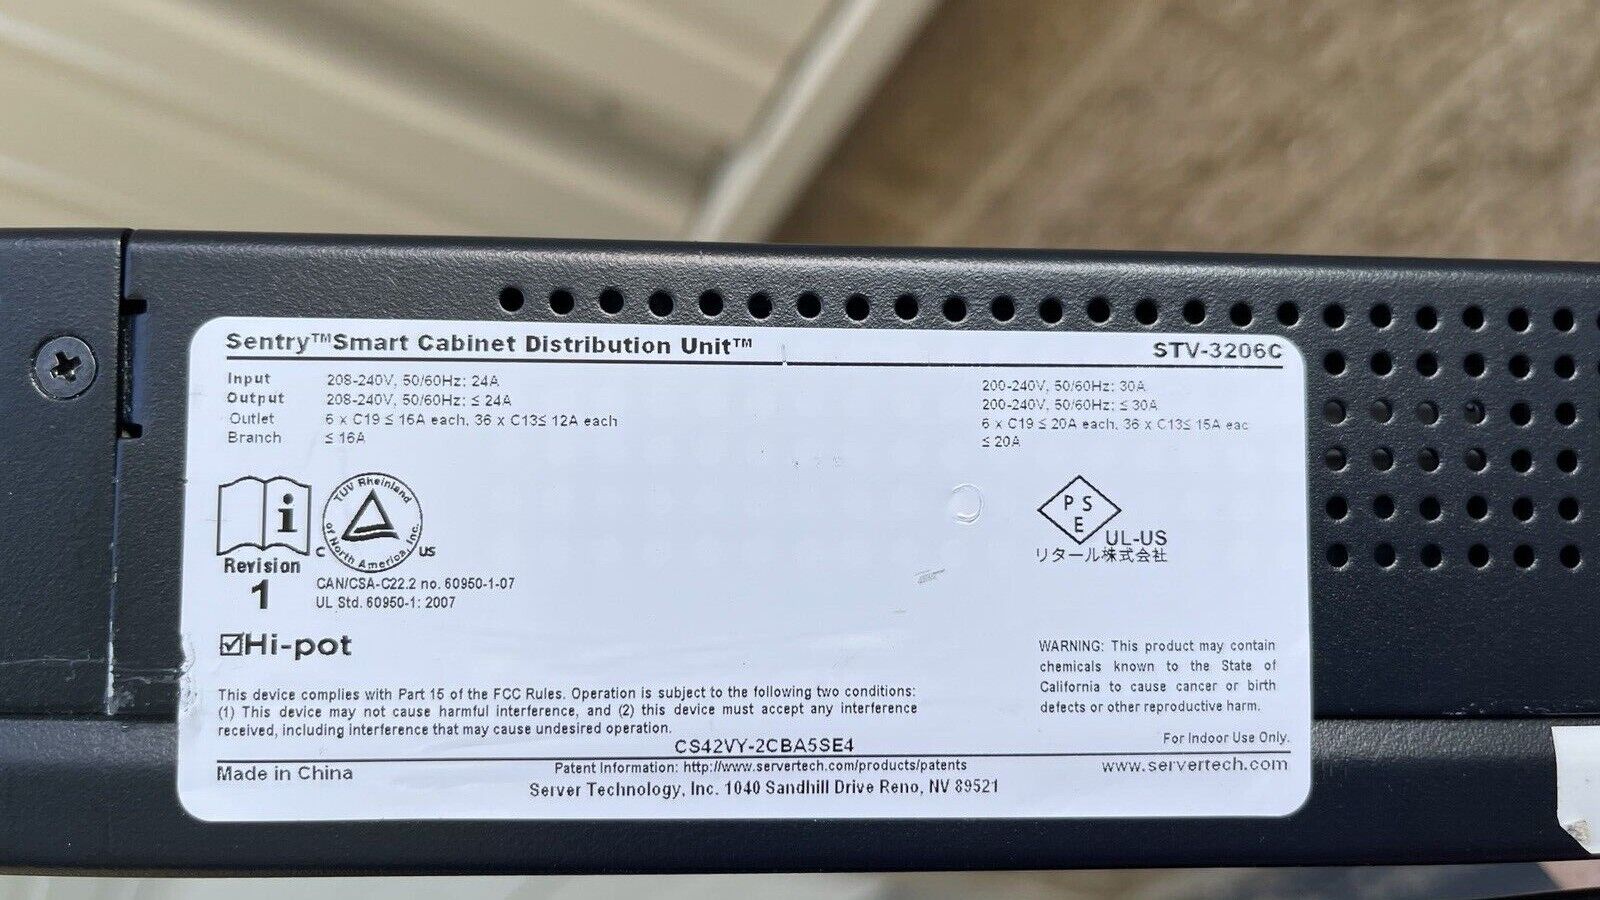 Sentry™Smart Cabinet Distribution Unit™ STV-3206C
Input 208-240V, 50/60Hz: 24A 200-240V, 50/60Hz: 30A
Output 208-240V, 50/60Hz: ≤ 24A 200-240V, 50/60Hz: ≤ 30A
Outlet 6 x C19 ≤ 16A each, 36 x C13≤ 12A each 6 x C19 ≤ 20A each, 36 x C13≤ 15A eac
Branch ≤ 16A ≤ 20A
i
TUV Rheinland
of North America, Inc.
C US
Revision
1
CAN/CSA-C22.2 no. 60950-1-07
UL Std. 60950-1: 2007
P S
E
UL-US
リタール株式会社
Hi-pot
WARNING: This product may contain
chemicals known to the State of
California to cause cancer or birth
defects or other reproductive harm.
This device complies with Part 15 of the FCC Rules. Operation is subject to the following two conditions:
(1) This device may not cause harmful interference, and (2) this device must accept any interference
received, including interference that may cause undesired operation.
For Indoor Use Only.
CS42VY-2CBA5SE4
Made in China
Patent Information: http://www.servertech.com/products/patents
www.servertech.com
Server Technology, Inc. 1040 Sandhill Drive Reno, NV 89521